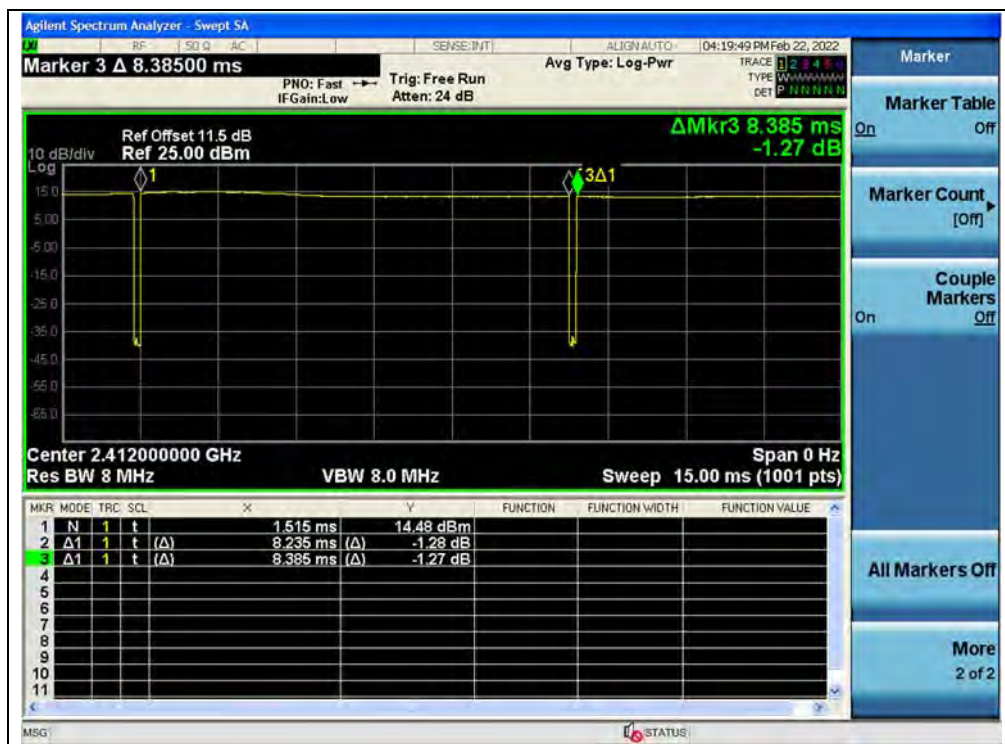 Agilent Spectrum Analyzer - Swept SA
LXI RF 50 Ω AC SENSE:INT ALIGN AUTO 04:19:49 PM Feb 22, 2022
Marker 3 Δ 8.38500 ms
PNO: Fast
IFGain:Low
Trig: Free Run
Atten: 24 dB
Avg Type: Log-Pwr
TRACE 1 2 3 4 5 6
TYPE WWWWWW
DET P N N N N N
ΔMkr3 8.385 ms
-1.27 dB
Ref Offset 11.5 dB
Ref 25.00 dBm
10 dB/div
Log
1
3Δ1
15.0
5.00
-5.00
-15.0
-25.0
-35.0
-45.0
-55.0
-65.0
Center 2.412000000 GHz Span 0 Hz
Res BW 8 MHz VBW 8.0 MHz Sweep 15.00 ms (1001 pts)
MKR MODE TRC SCL X Y FUNCTION FUNCTION WIDTH FUNCTION VALUE
1 N 1 t 1.515 ms 14.48 dBm
2 Δ1 1 t (Δ) 8.235 ms (Δ) -1.28 dB
3 Δ1 1 t (Δ) 8.385 ms (Δ) -1.27 dB
4
5
6
7
8
9
10
11
MSG STATUS
Marker
Marker Table
On Off
Marker Count
[Off]
Couple
Markers
On Off
All Markers Off
More
2 of 2